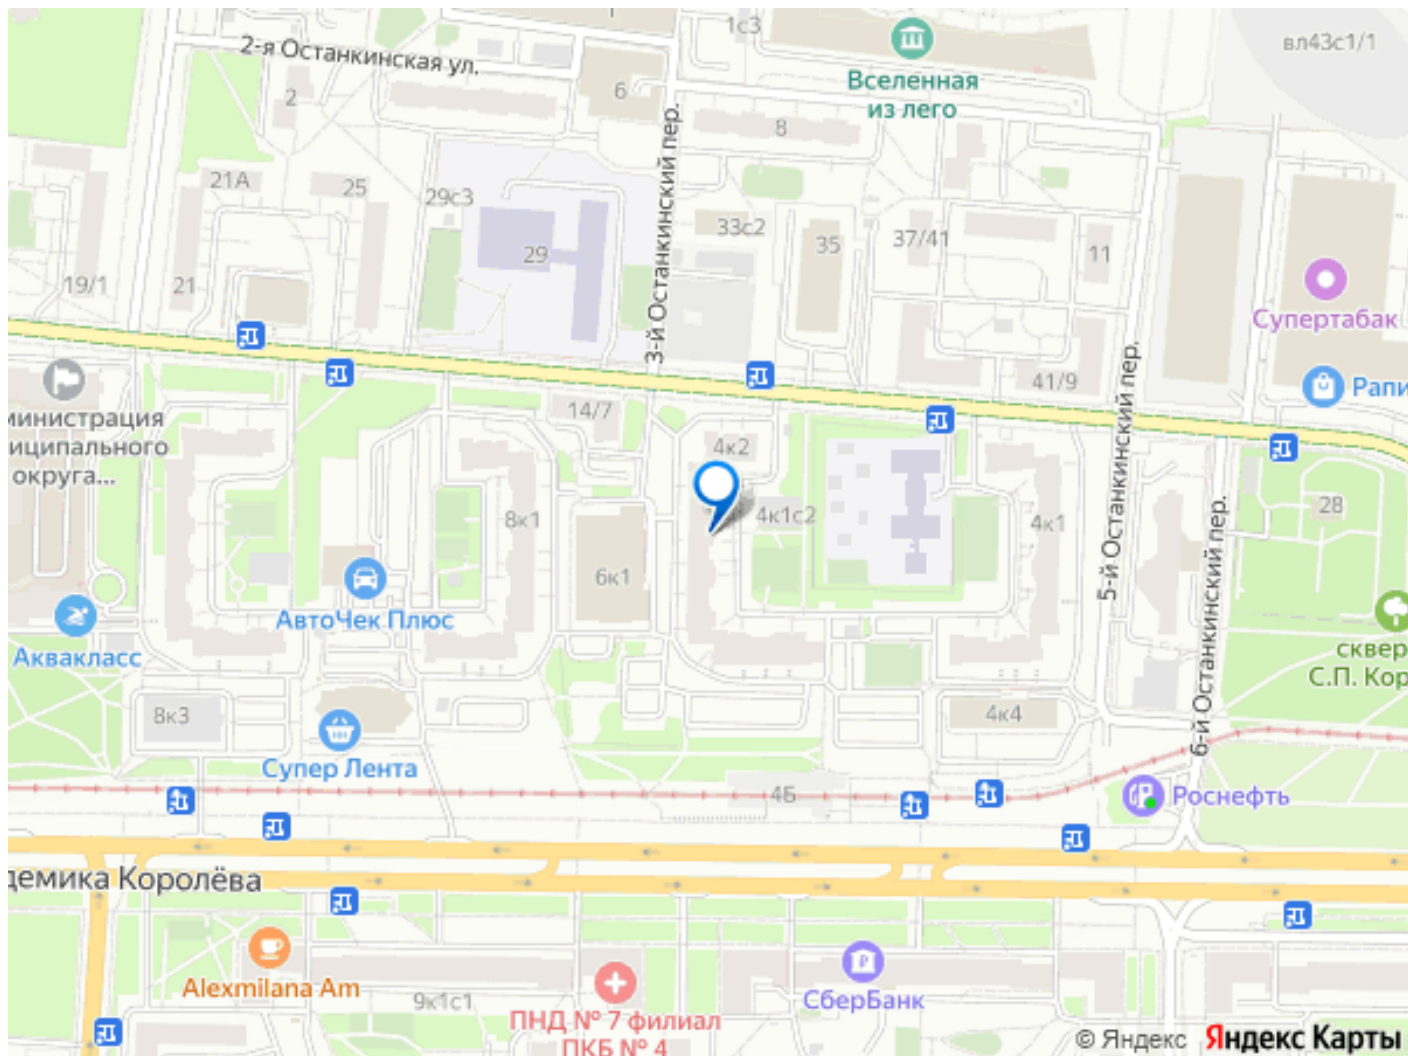 1с3
вл43с1/1
2-я Останкинская ул.
Вселенная
из лего
2
6
8
3-й Останкинский пер.
21А
25
29с3
33с2
35
37/41
11
29
19/1
21
Супертабак
5-й Останкинский пер.
41/9
Рапи
министрация
иципального
округа...
14/7
4к2
8к1
4к1с2
4к1
28
6-й Останкинский пер.
6к1
АвтоЧек Плюс
Аквакласс
сквер
С.П. Кор
8к3
4к4
Супер Лента
4Б
Роснефть
демика Королёва
Alexmilana Am
9к1с1
ПНД № 7 филиал
ПКБ № 4
СберБанк
© Яндекс Яндекс Карты